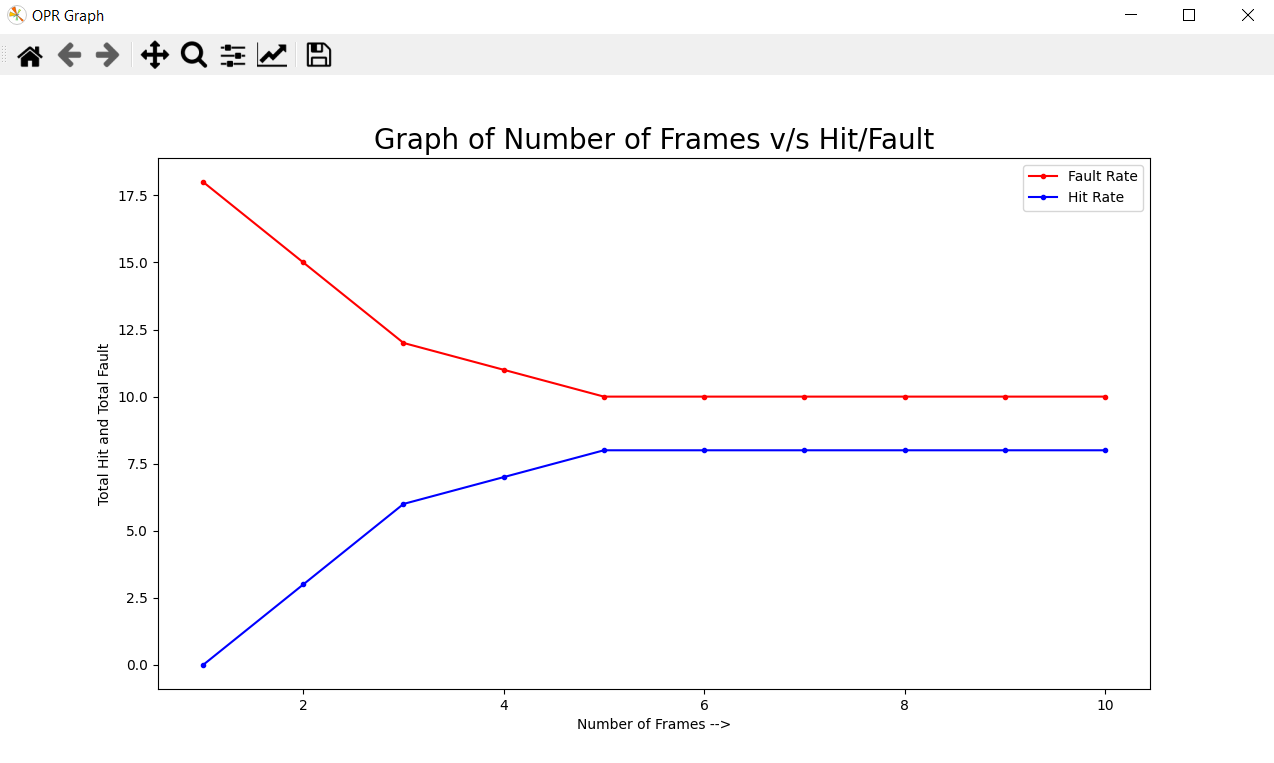 OPR Graph
Graph of Number of Frames v/s Hit/Fault
Fault Rate
Hit Rate
17.5
15.0
12.5
10.0
7.5
5.0
2.5
0.0
Total Hit and Total Fault
2 4 6 8 10
Number of Frames -->